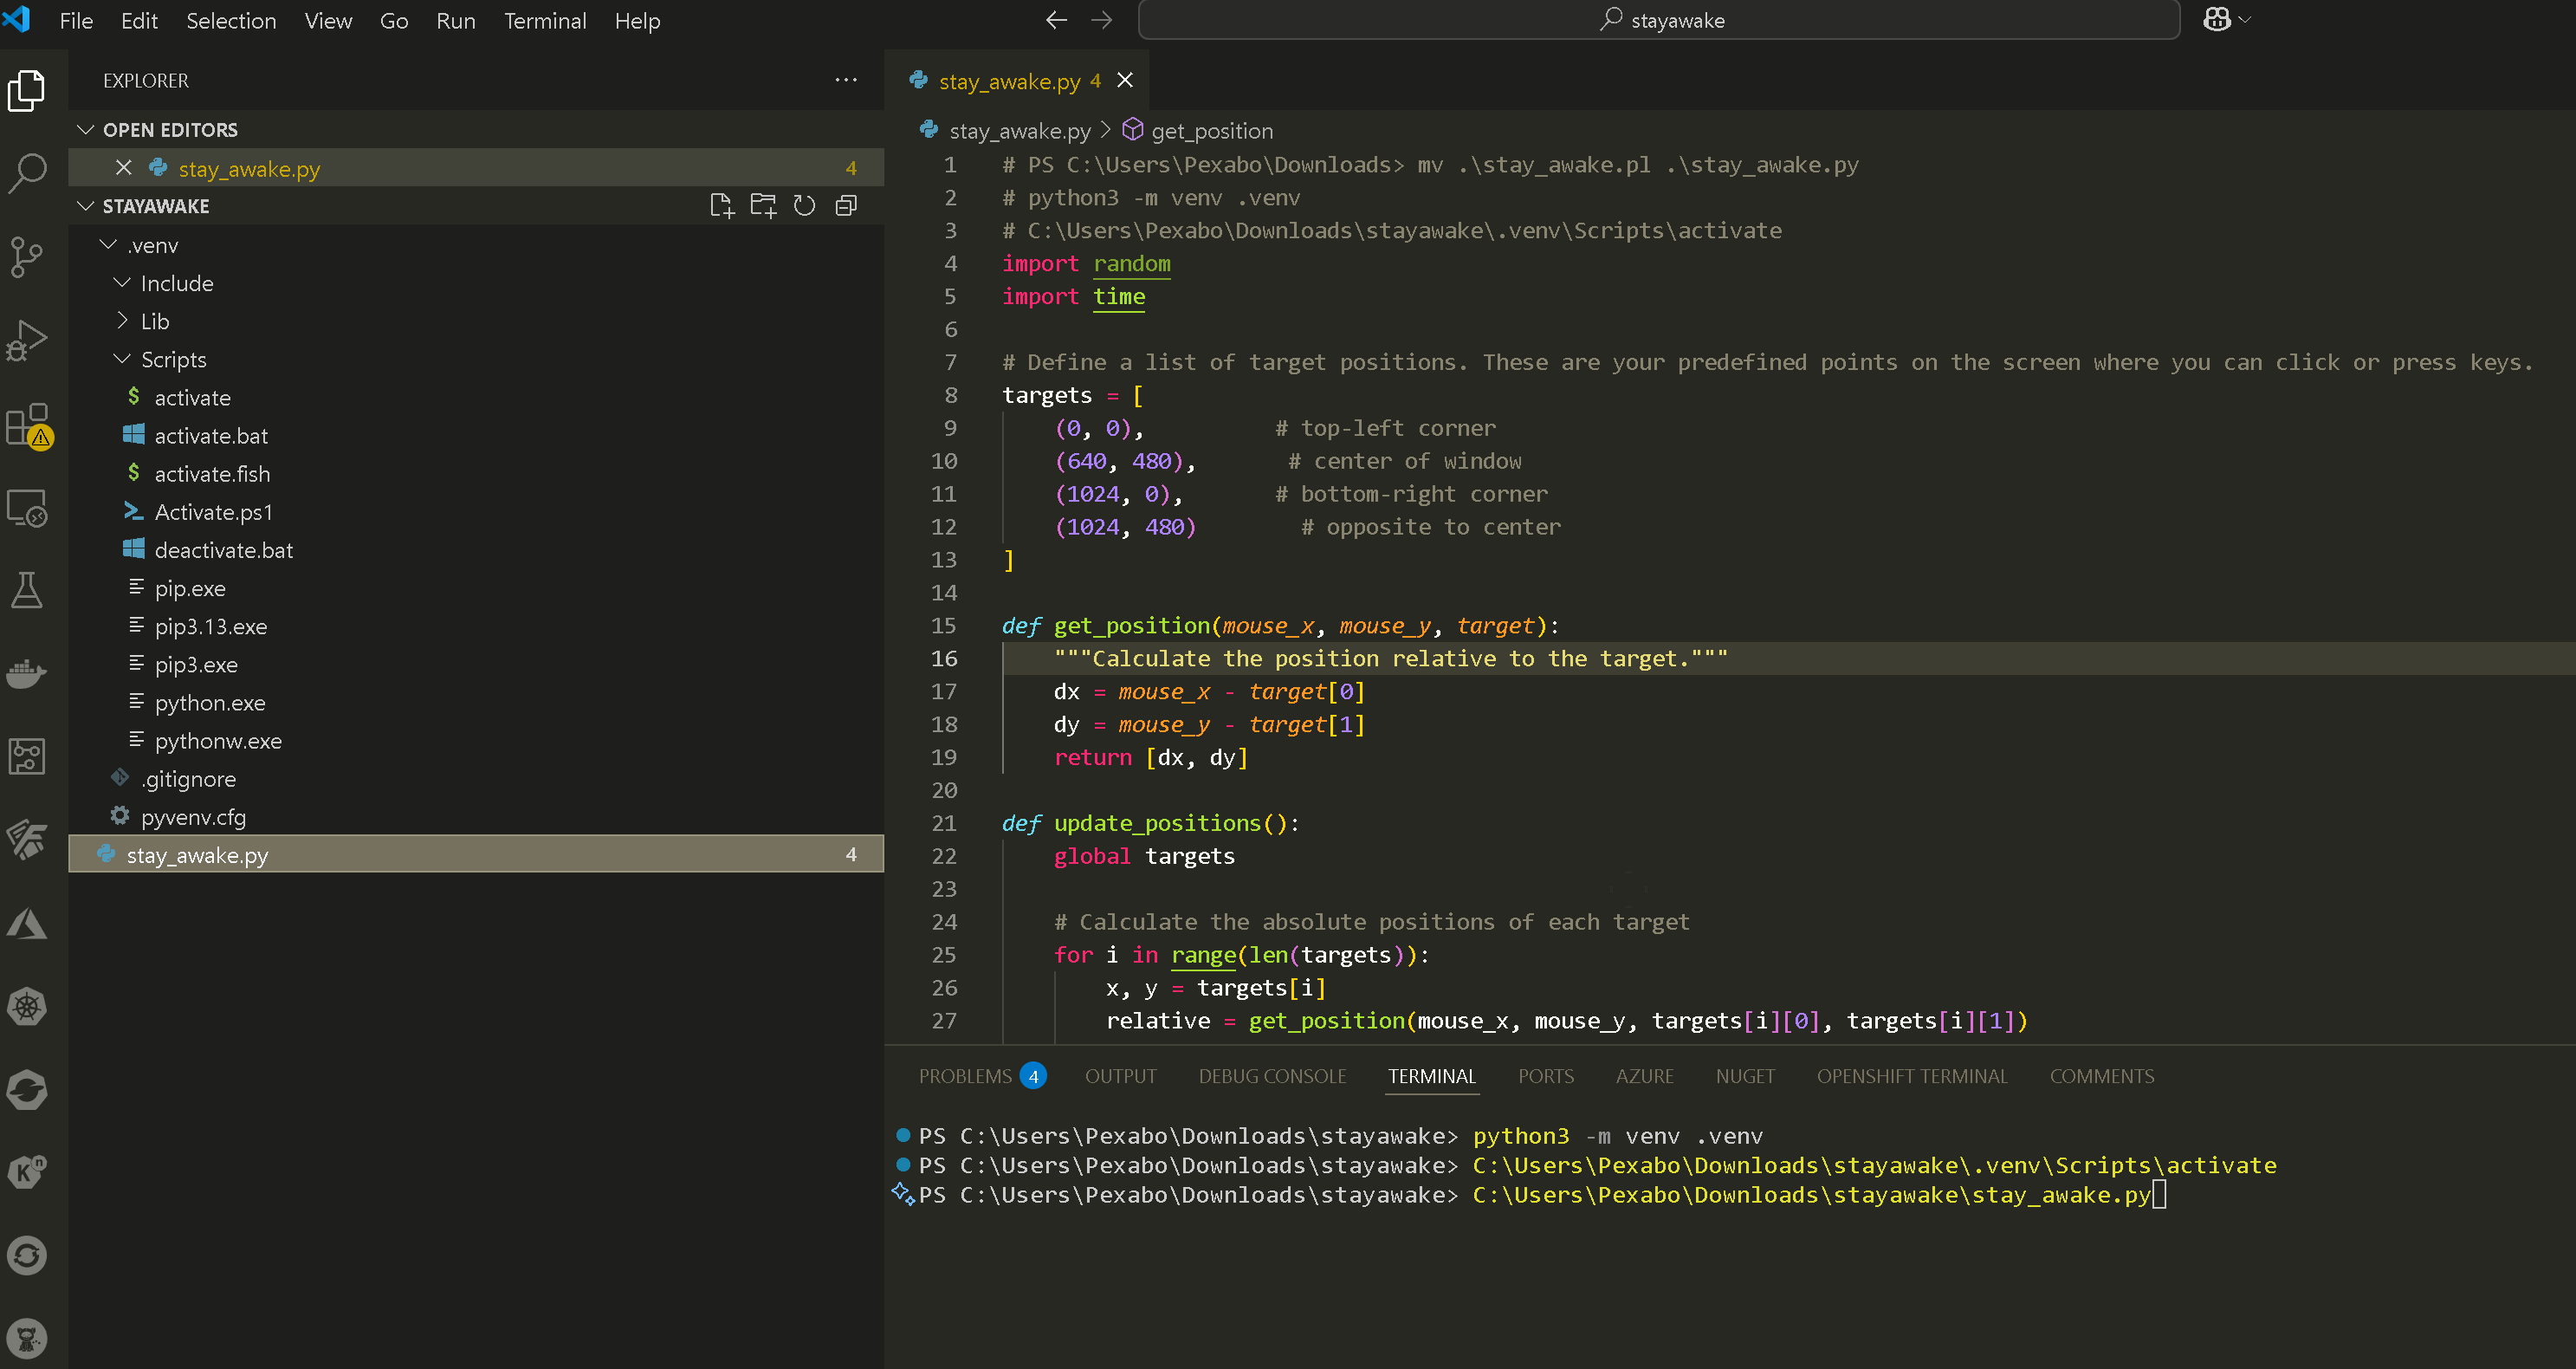 File Edit Selection View Go Run Terminal Help
stayawake
EXPLORER
OPEN EDITORS
stay_awake.py 4
STAYAWAKE
.venv
Include
Lib
Scripts
activate
activate.bat
activate.fish
Activate.ps1
deactivate.bat
pip.exe
pip3.13.exe
pip3.exe
python.exe
pythonw.exe
.gitignore
pyvenv.cfg
stay_awake.py 4
stay_awake.py 4
stay_awake.py > get_position
1 # PS C:\Users\Pexabo\Downloads> mv .\stay_awake.pl .\stay_awake.py
2 # python3 -m venv .venv
3 # C:\Users\Pexabo\Downloads\stayawake\.venv\Scripts\activate
4 import random
5 import time
6
7 # Define a list of target positions. These are your predefined points on the screen where you can click or press keys.
8 targets = [
9     (0, 0),          # top-left corner
10     (640, 480),       # center of window
11     (1024, 0),       # bottom-right corner
12     (1024, 480)        # opposite to center
13 ]
14
15 def get_position(mouse_x, mouse_y, target):
16     """Calculate the position relative to the target."""
17     dx = mouse_x - target[0]
18     dy = mouse_y - target[1]
19     return [dx, dy]
20
21 def update_positions():
22     global targets
23
24     # Calculate the absolute positions of each target
25     for i in range(len(targets)):
26         x, y = targets[i]
27         relative = get_position(mouse_x, mouse_y, targets[i][0], targets[i][1])
PROBLEMS 4 OUTPUT DEBUG CONSOLE TERMINAL PORTS AZURE NUGET OPENSHIFT TERMINAL COMMENTS
PS C:\Users\Pexabo\Downloads\stayawake> python3 -m venv .venv
PS C:\Users\Pexabo\Downloads\stayawake> C:\Users\Pexabo\Downloads\stayawake\.venv\Scripts\activate
PS C:\Users\Pexabo\Downloads\stayawake> C:\Users\Pexabo\Downloads\stayawake\stay_awake.py
K n